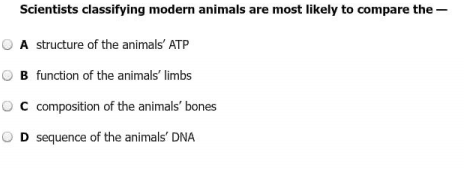 Scientists classifying modern animals are most likely to compare the —
A structure of the animals' ATP
B function of the animals' limbs
C composition of the animals' bones
D sequence of the animals' DNA